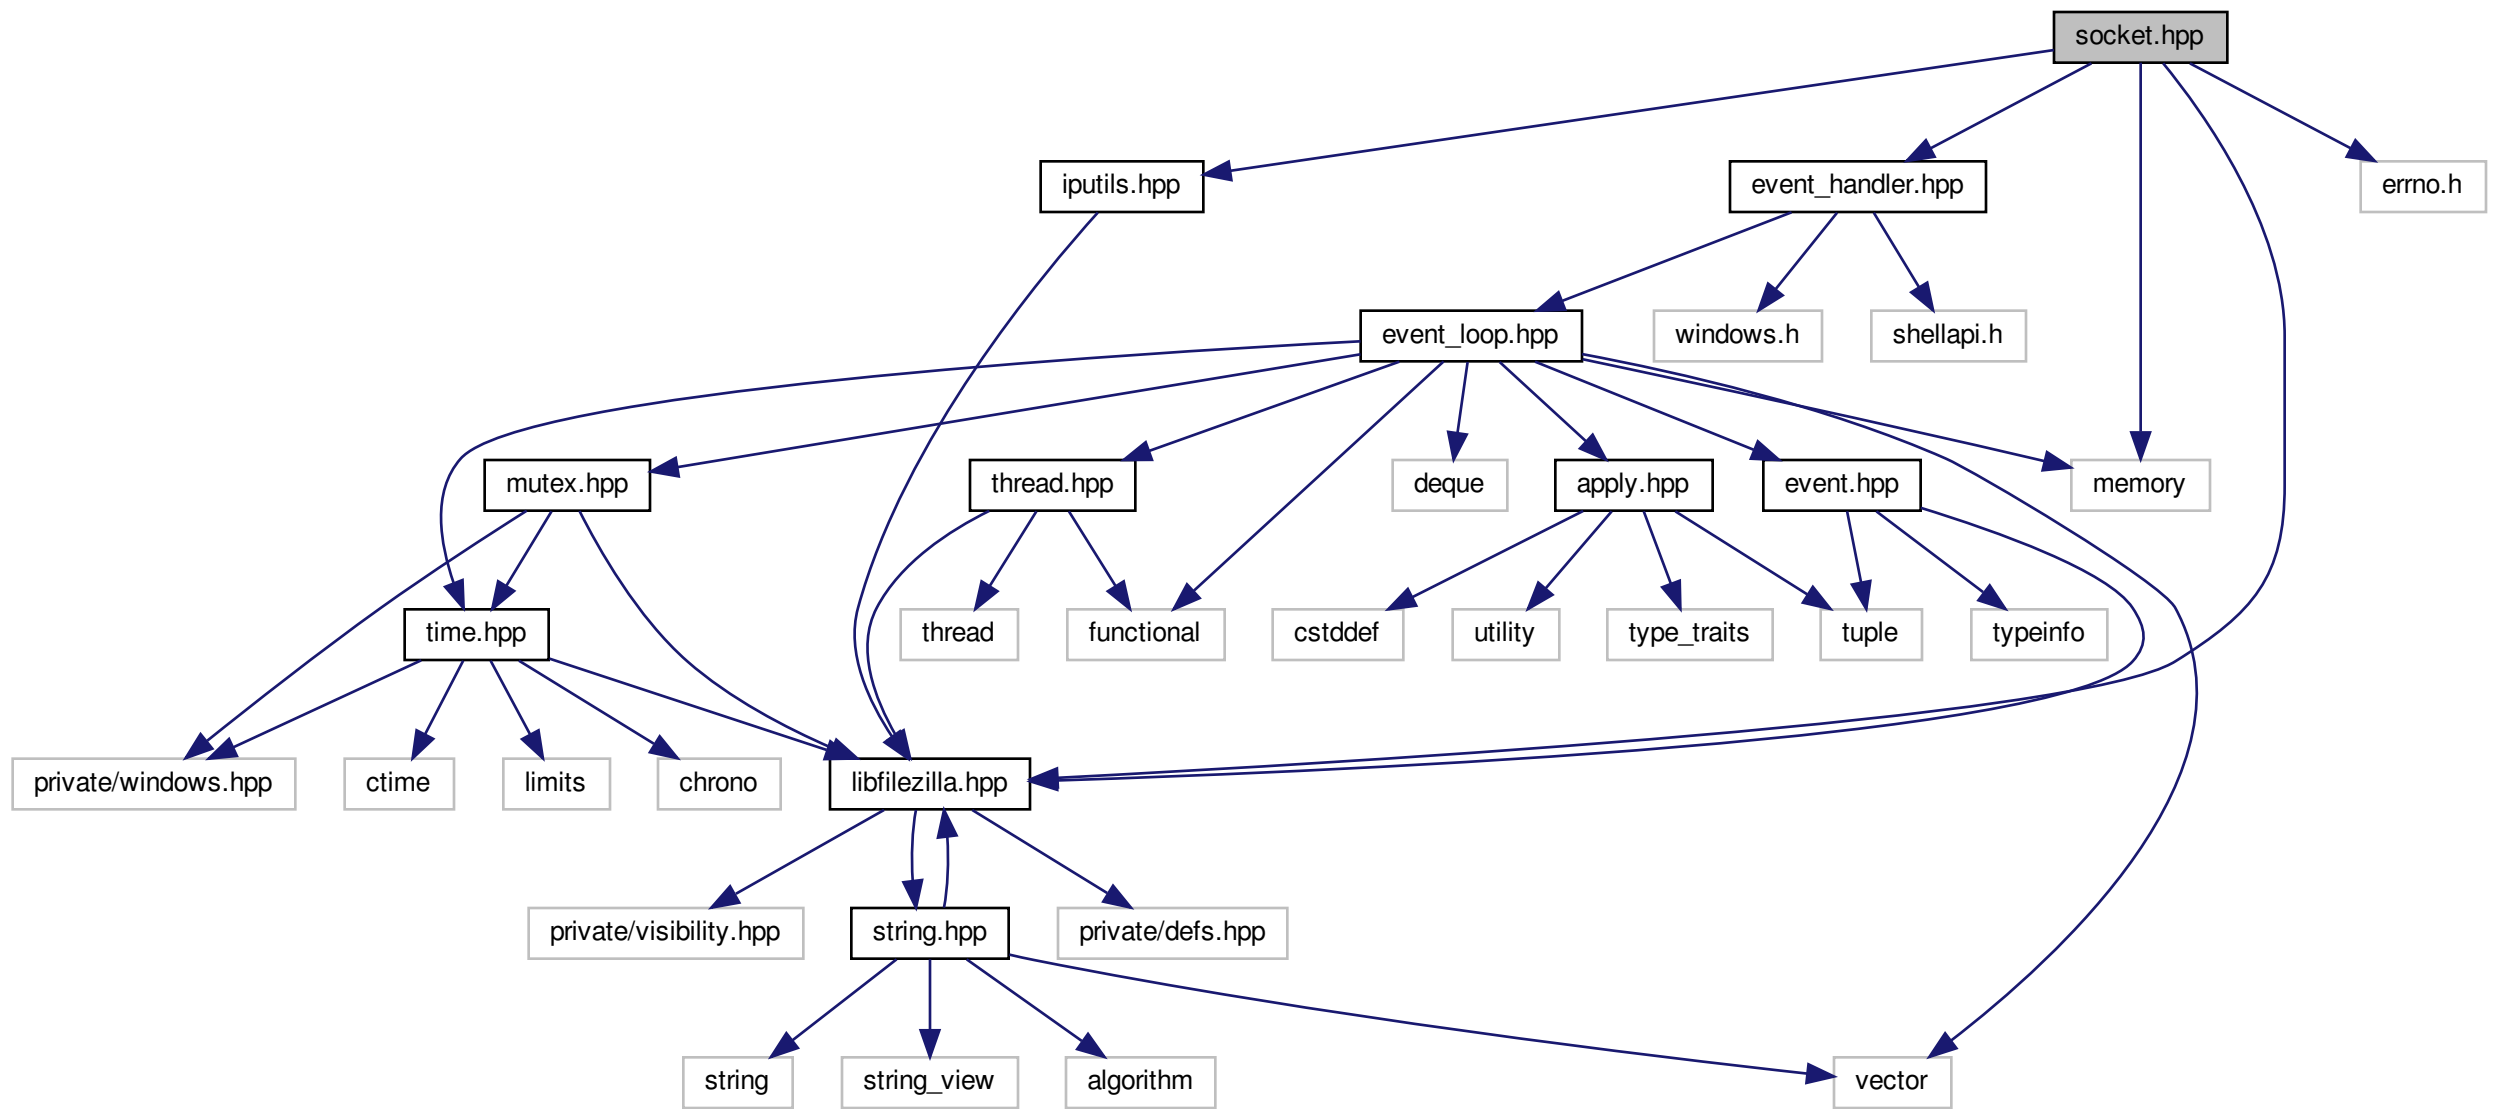 socket.hpp
iputils.hpp
event_handler.hpp
errno.h
event_loop.hpp
windows.h
shellapi.h
mutex.hpp
thread.hpp
deque
apply.hpp
event.hpp
memory
time.hpp
thread
functional
cstddef
utility
type_traits
tuple
typeinfo
private/windows.hpp
ctime
limits
chrono
libfilezilla.hpp
private/visibility.hpp
string.hpp
private/defs.hpp
string
string_view
algorithm
vector